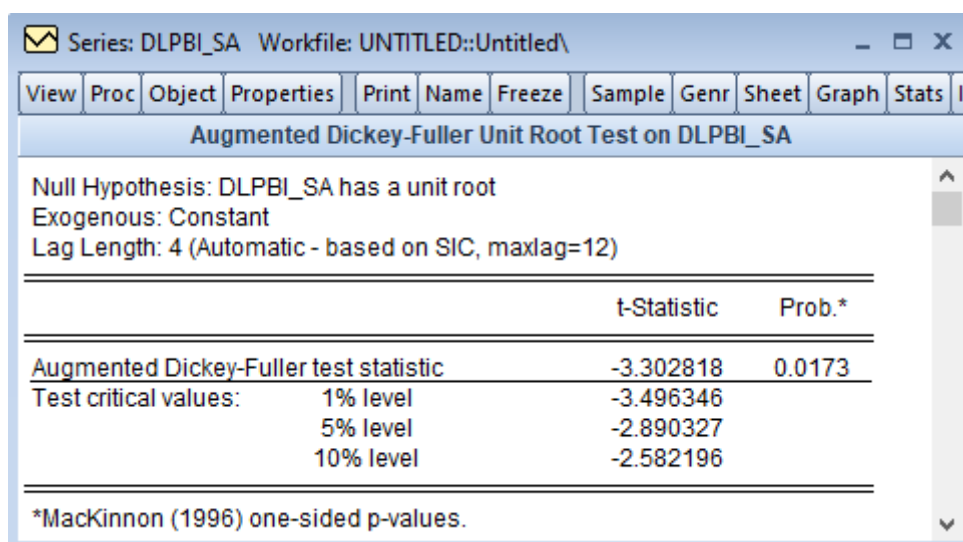 Series: DLPBI_SA Workfile: UNTITLED::Untitled\
View Proc Object Properties Print Name Freeze Sample Genr Sheet Graph Stats
Augmented Dickey-Fuller Unit Root Test on DLPBI_SA
Null Hypothesis: DLPBI_SA has a unit root
Exogenous: Constant
Lag Length: 4 (Automatic - based on SIC, maxlag=12)
t-Statistic Prob.*
Augmented Dickey-Fuller test statistic -3.302818 0.0173
Test critical values: 1% level -3.496346
5% level -2.890327
10% level -2.582196
*MacKinnon (1996) one-sided p-values.